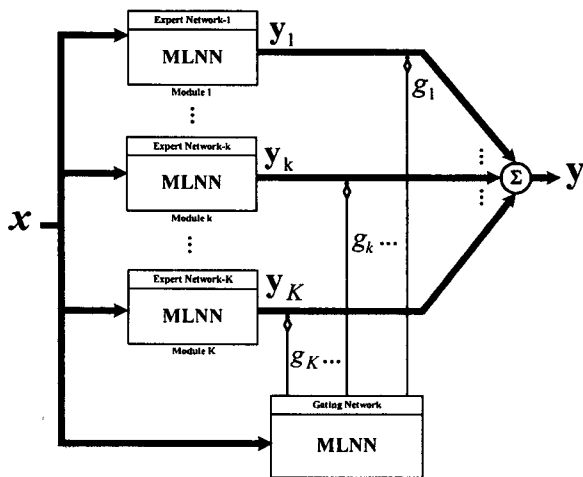 Expert Network-1
MLNN
Module 1
y1
g1
⋮
Expert Network-k
MLNN
Module k
yk
gk ...
⋮
⋮
Σ
y
x
⋮
Expert Network-K
MLNN
Module K
yK
gK ...
Gating Network
MLNN